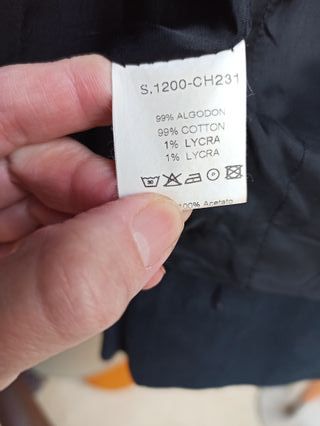 S.1200-CH231
99% ALGODON
99% COTTON
1% LYCRA
1% LYCRA
100% Acetato